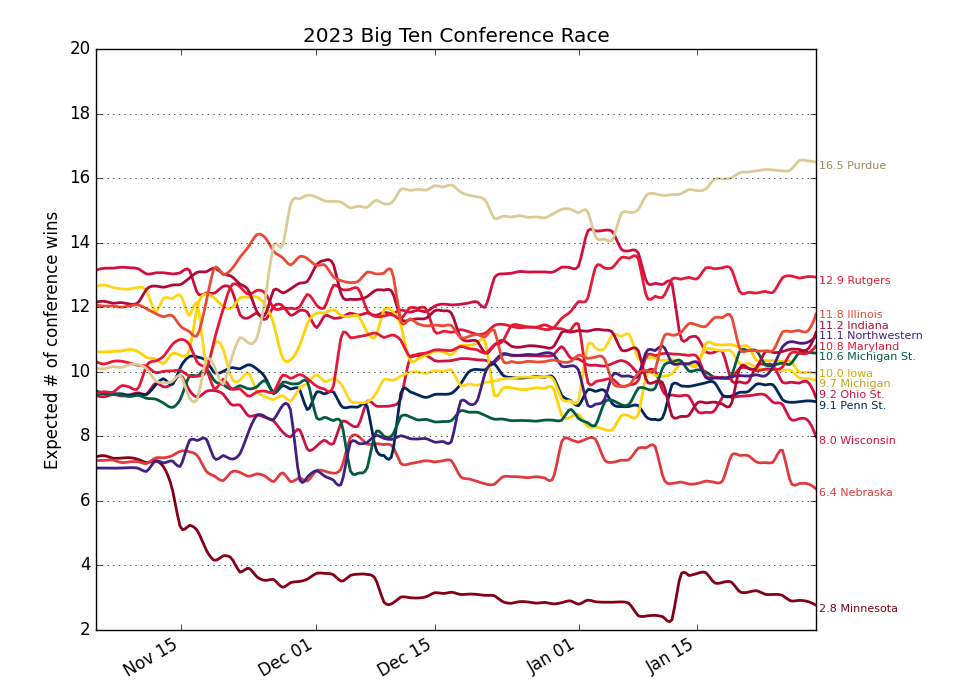 2023 Big Ten Conference Race
Expected # of conference wins
20
18
16
14
12
10
8
6
4
2
Nov 15
Dec 01
Dec 15
Jan 01
Jan 15
16.5 Purdue
12.9 Rutgers
11.8 Illinois
11.2 Indiana
11.1 Northwestern
10.8 Maryland
10.6 Michigan St.
10.0 Iowa
9.7 Michigan
9.2 Ohio St.
9.1 Penn St.
8.0 Wisconsin
6.4 Nebraska
2.8 Minnesota